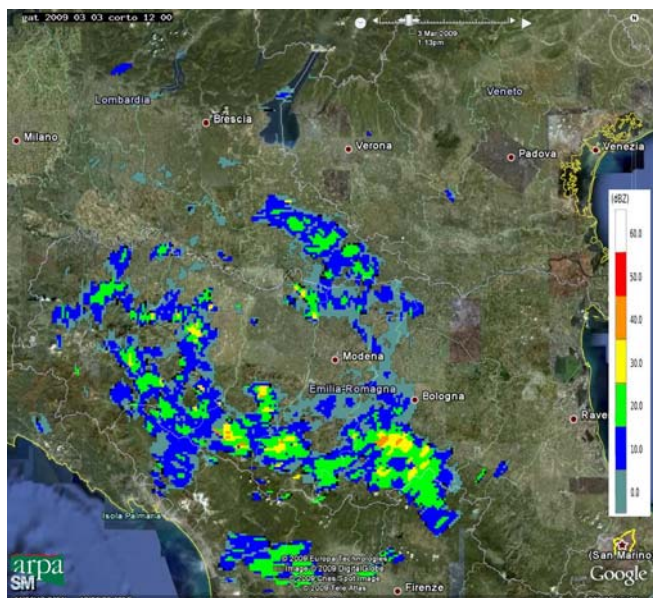 gat 2009 03 03 corto 12 00
3 Mar 2009
1:13pm
N
Lombardia
Veneto
Brescia
Milano
Verona
Padova
Venezia
(dBZ)
60.0
50.0
40.0
30.0
20.0
10.0
0.0
Modena
Emilia-Romagna
Bologna
Rave
Isola Palmaria
(San Marino
© 2009 Europa Technologies
Image © 2009 DigitalGlobe
© 2009 Cnes/Spot Image
© 2009 Tele Atlas
Firenze
Google
arpa
SM